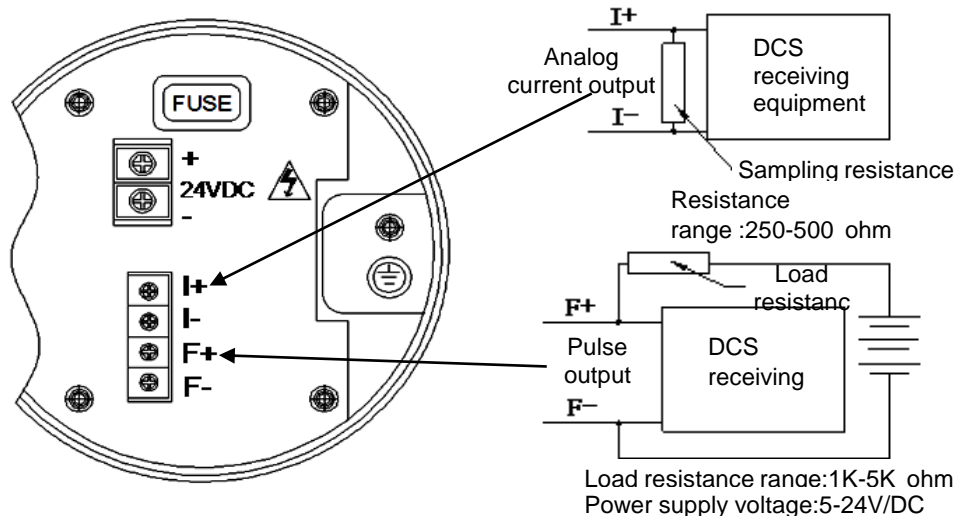 FUSE
+
24VDC
-
I+
I-
F+
F-
I+
Analog
current output
I-
DCS
receiving
equipment
Sampling resistance
Resistance
range :250-500 ohm
Load
resistanc
F+
Pulse
output
F-
DCS
receiving
Load resistance range:1K-5K ohm
Power supply voltage:5-24V/DC